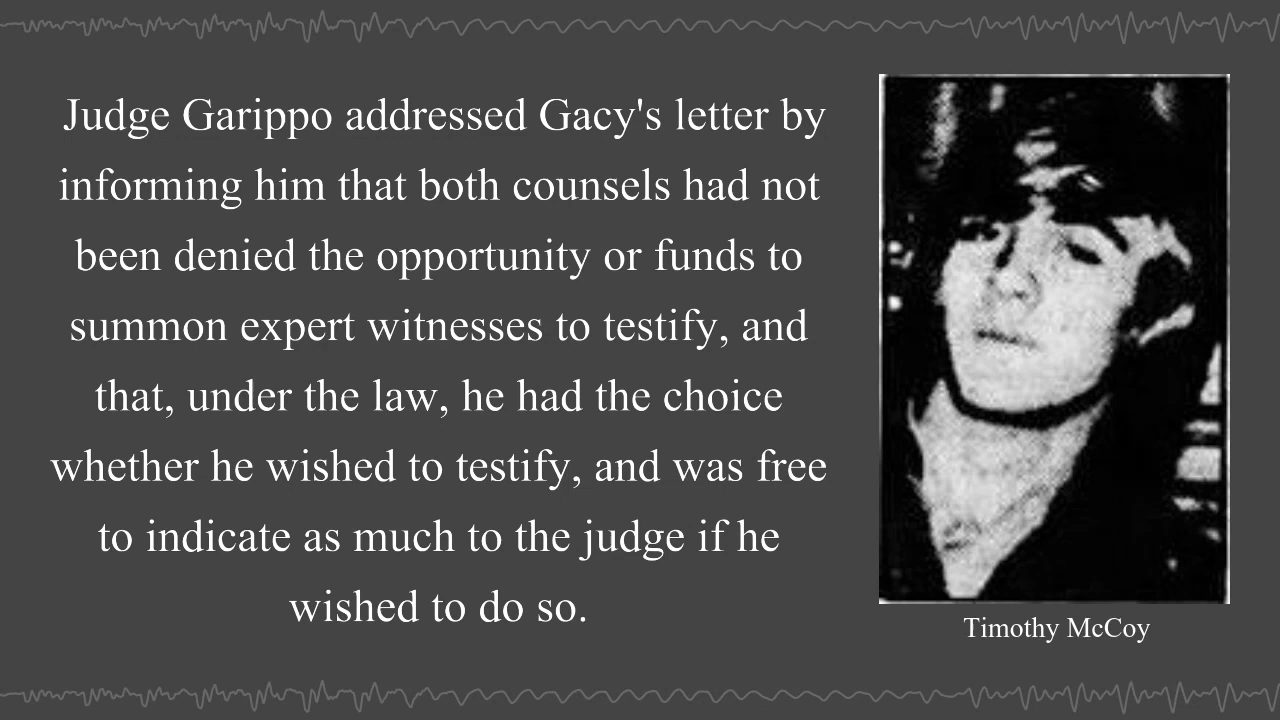 Judge Garippo addressed Gacy's letter by
informing him that both counsels had not
been denied the opportunity or funds to
summon expert witnesses to testify, and
that, under the law, he had the choice
whether he wished to testify, and was free
to indicate as much to the judge if he
wished to do so.
Timothy McCoy